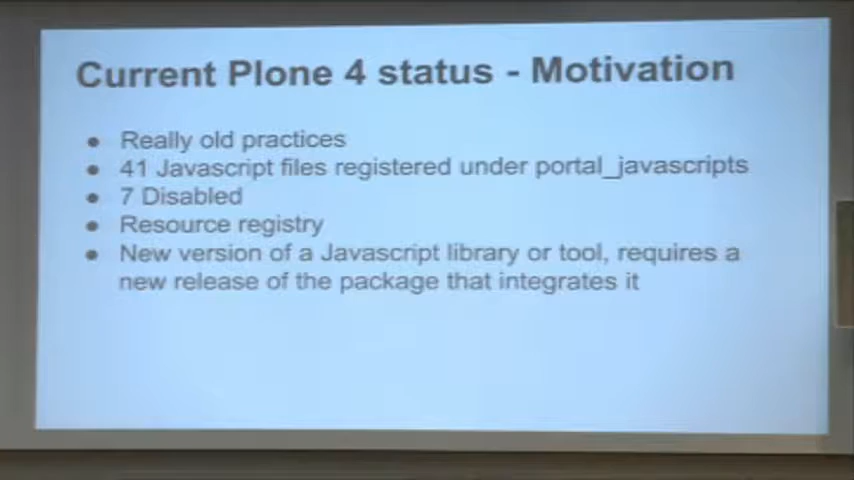 Current Plone 4 status - Motivation
● Really old practices
● 41 Javascript files registered under portal_javascripts
● 7 Disabled
● Resource registry
● New version of a Javascript library or tool, requires a
new release of the package that integrates it